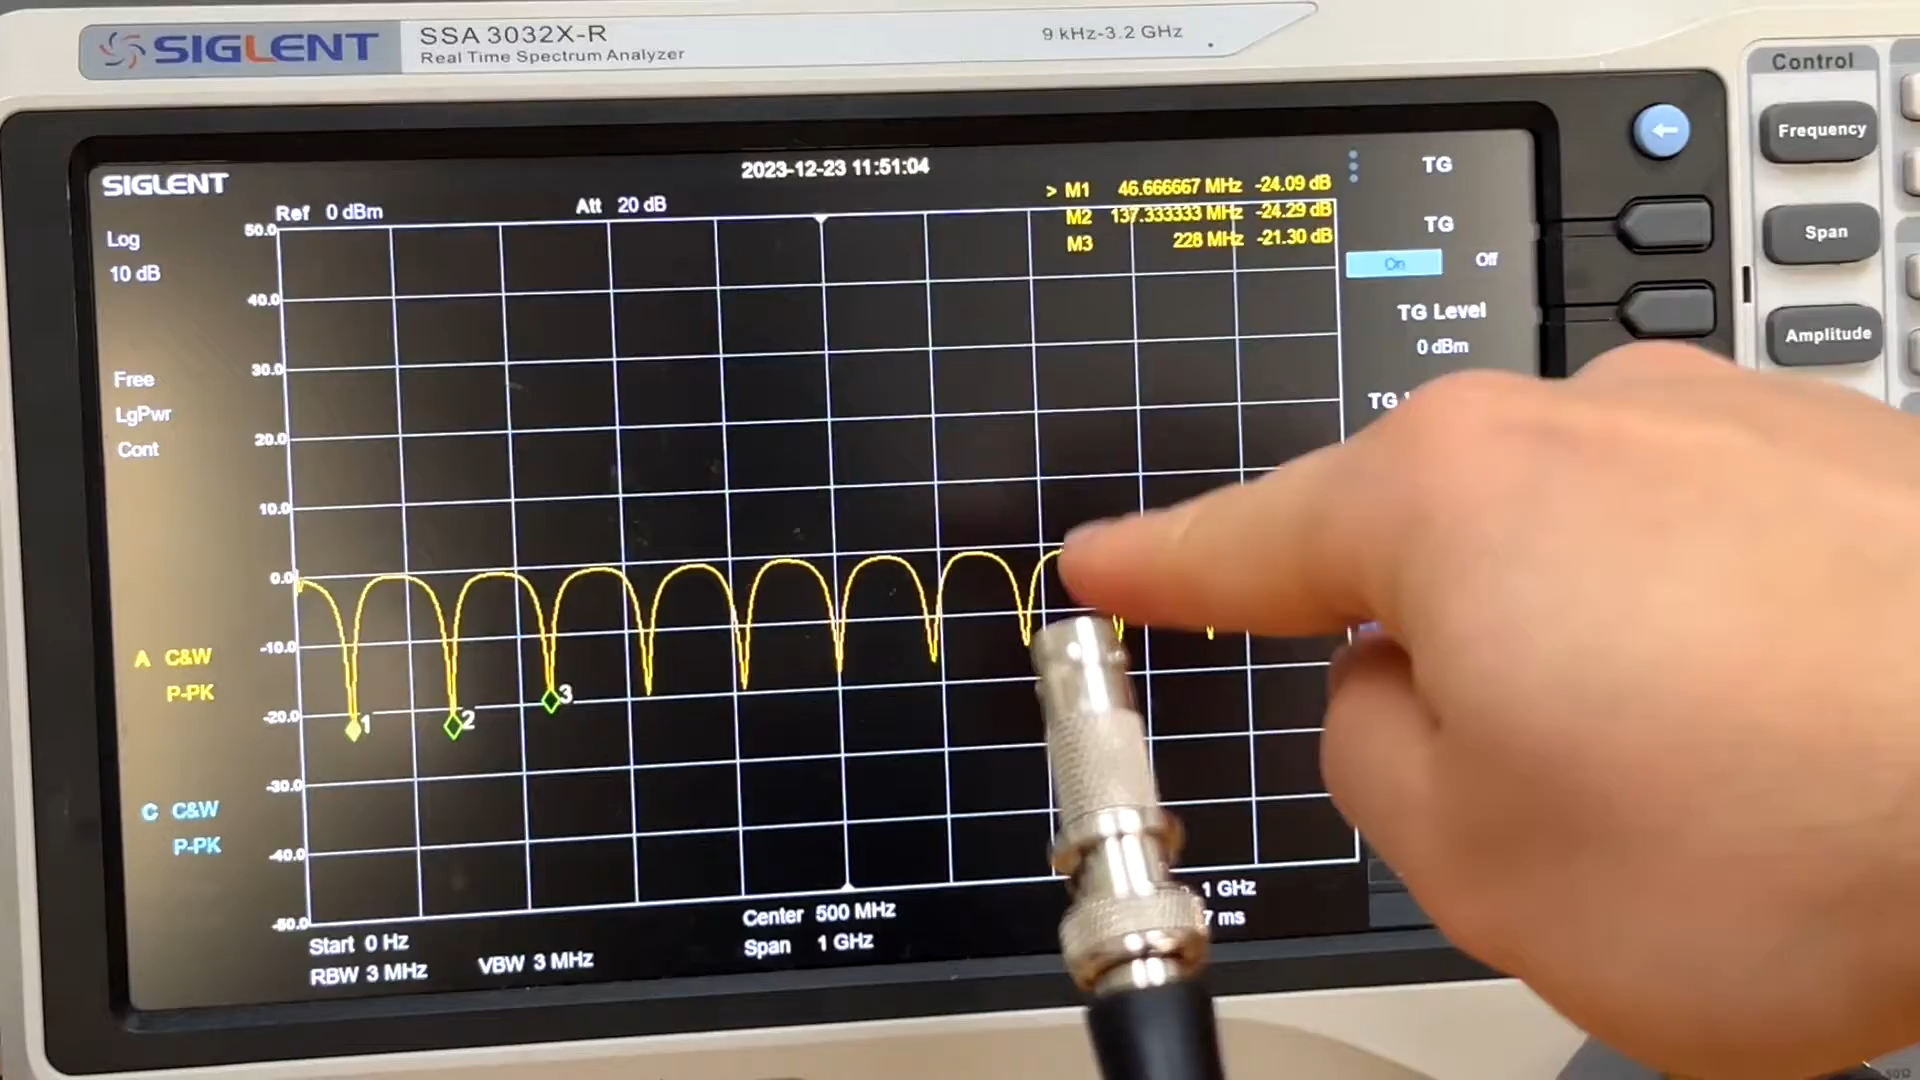 SIGLENT
SSA 3032X-R
Real Time Spectrum Analyzer
9 kHz-3.2 GHz
Control
Frequency
Span
Amplitude
SIGLENT
2023-12-23 11:51:04
Ref 0 dBm
Att 20 dB
> M1 46.666667 MHz -24.09 dB
M2 137.333333 MHz -24.29 dB
M3 228 MHz -21.30 dB
TG
TG
On Off
TG Level
0 dBm
TG
Log
10 dB
Free
LgPwr
Cont
A C&W
P-PK
C C&W
P-PK
50.0
40.0
30.0
20.0
10.0
0.0
-10.0
-20.0
-30.0
-40.0
-50.0
1
2
3
Start 0 Hz
RBW 3 MHz
VBW 3 MHz
Center 500 MHz
Span 1 GHz
1 GHz
7 ms
50Ω